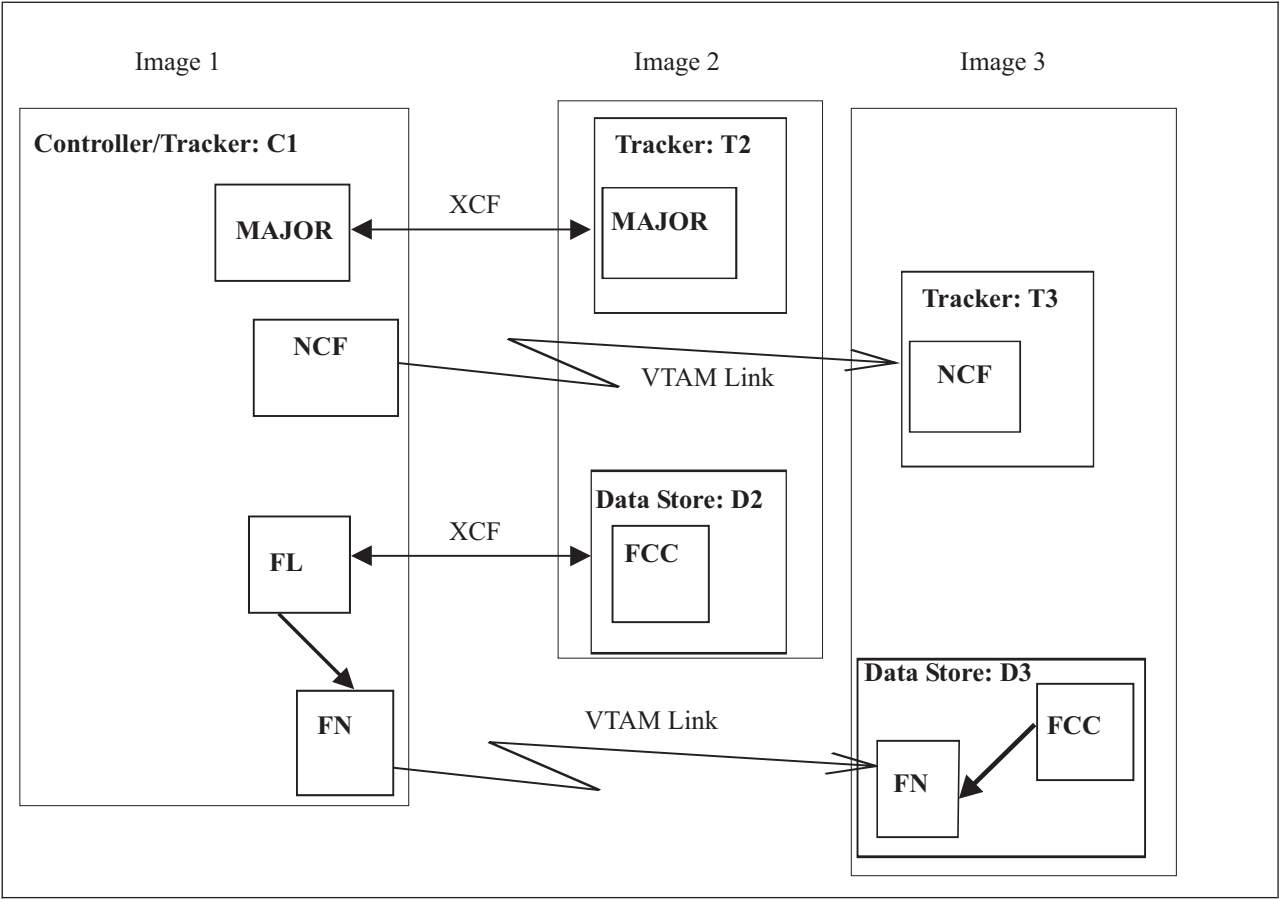 Image 1
Image 2
Image 3
Controller/Tracker: C1
Tracker: T2
XCF
MAJOR
MAJOR
Tracker: T3
NCF
VTAM Link
NCF
Data Store: D2
XCF
FL
FCC
Data Store: D3
VTAM Link
FN
FCC
FN